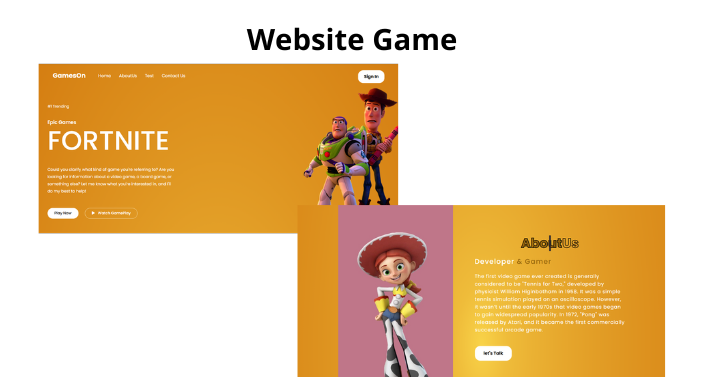 Website Game
GamesOn Home AboutUs Tool Contact Us Sign In
#1 Trending
Epic Games
FORTNITE
Could you clarify what kind of game you're referring to? Are you
looking for information about a video game, a board game, or
something else? Let me know what you're interested in, and I'll
do my best to help!
Play Now Watch GamePlay
AboutUs
Developer & Gamer
The first video game ever created is generally
considered to be "Tennis for Two," developed by
physicist William Higinbotham in 1958. It was a simple
tennis simulation played on an oscilloscope. However,
it wasn't until the early 1970s that video games began
to gain widespread popularity. In 1972, "Pong" was
released by Atari, and it became the first commercially
successful arcade game.
let's Talk